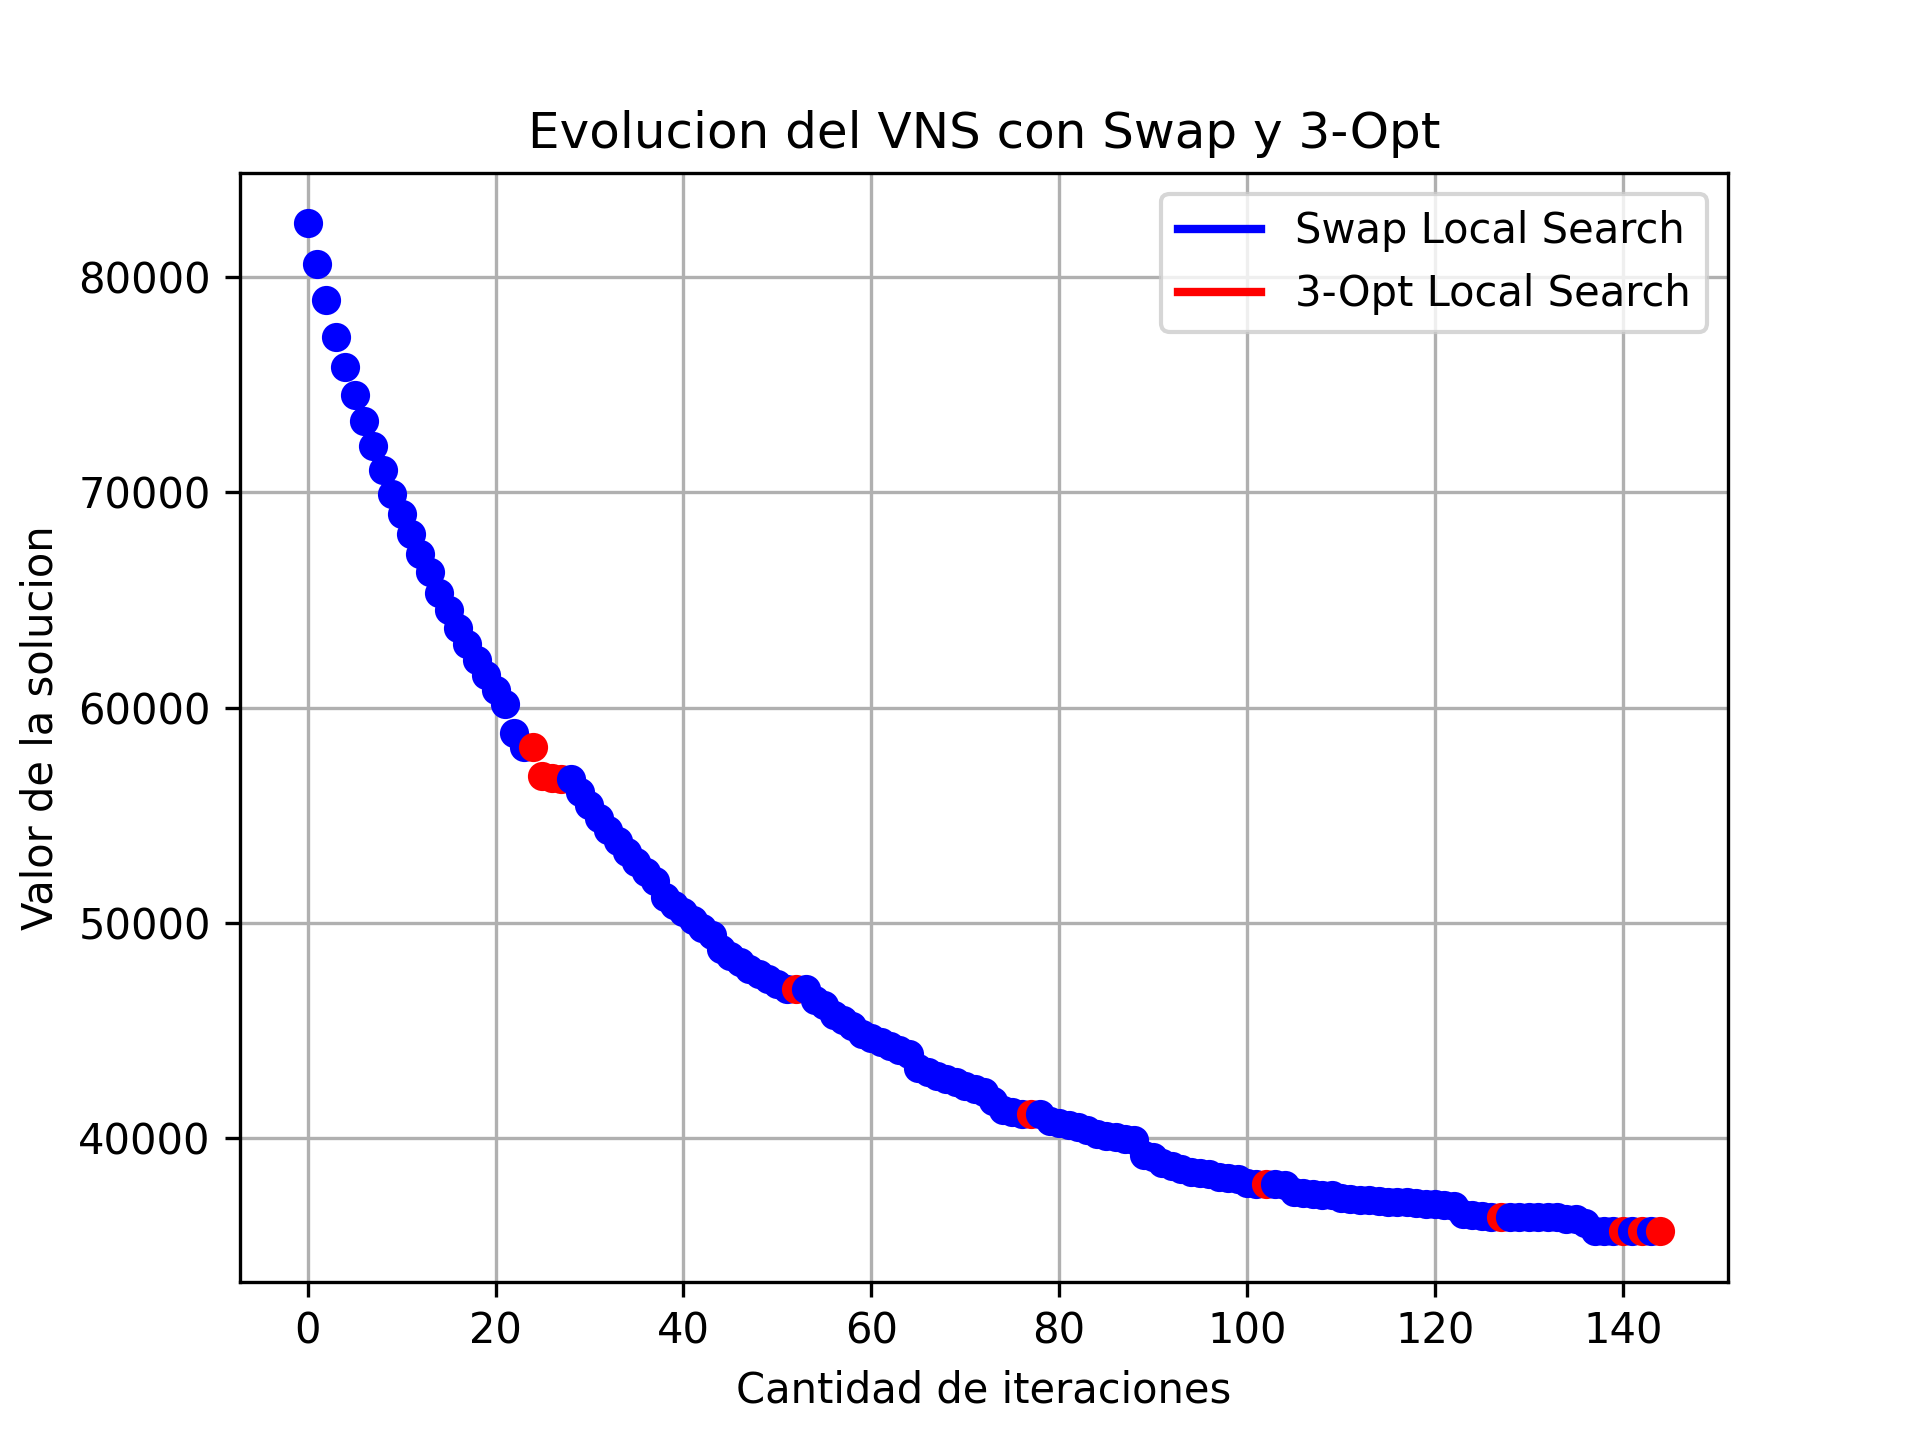 Evolucion del VNS con Swap y 3-Opt
Swap Local Search
3-Opt Local Search
Valor de la solucion
80000
70000
60000
50000
40000
0 20 40 60 80 100 120 140
Cantidad de iteraciones